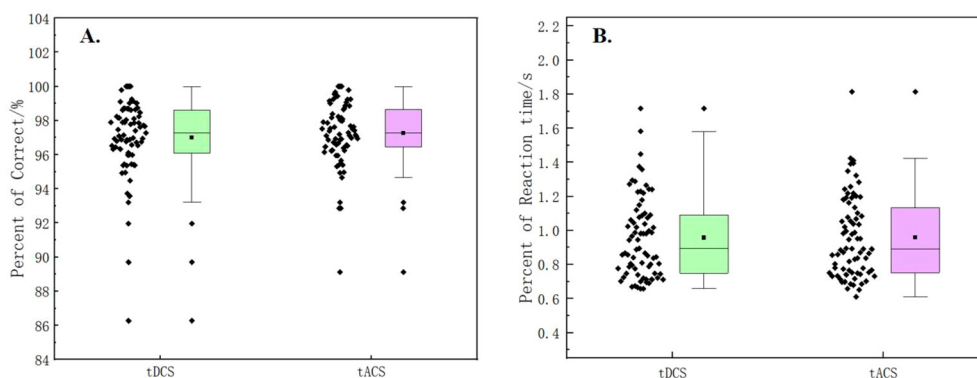 A.
Percent of Correct/%
104
102
100
98
96
94
92
90
88
86
84
tDCS
tACS
B.
Percent of Reaction time/s
2.2
2.0
1.8
1.6
1.4
1.2
1.0
0.8
0.6
0.4
tDCS
tACS